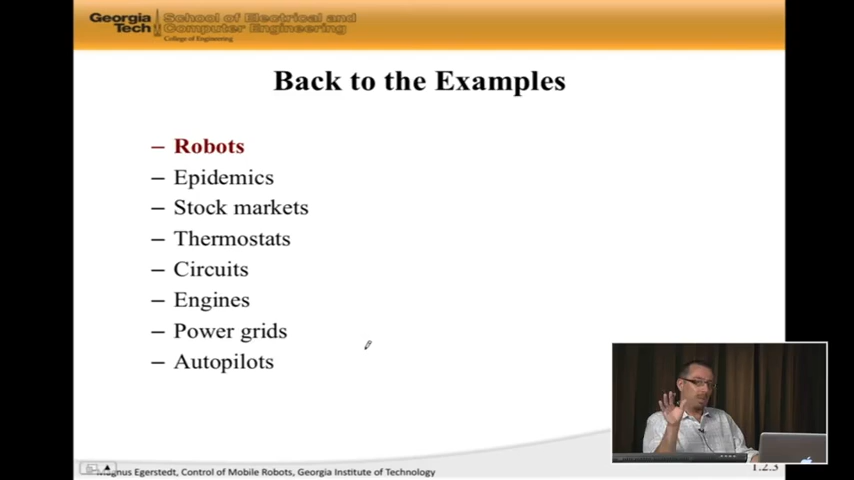 Georgia Tech
School of Electrical and
Computer Engineering
College of Engineering
Back to the Examples
– Robots
– Epidemics
– Stock markets
– Thermostats
– Circuits
– Engines
– Power grids
– Autopilots
Magnus Egerstedt, Control of Mobile Robots, Georgia Institute of Technology
1.2.3